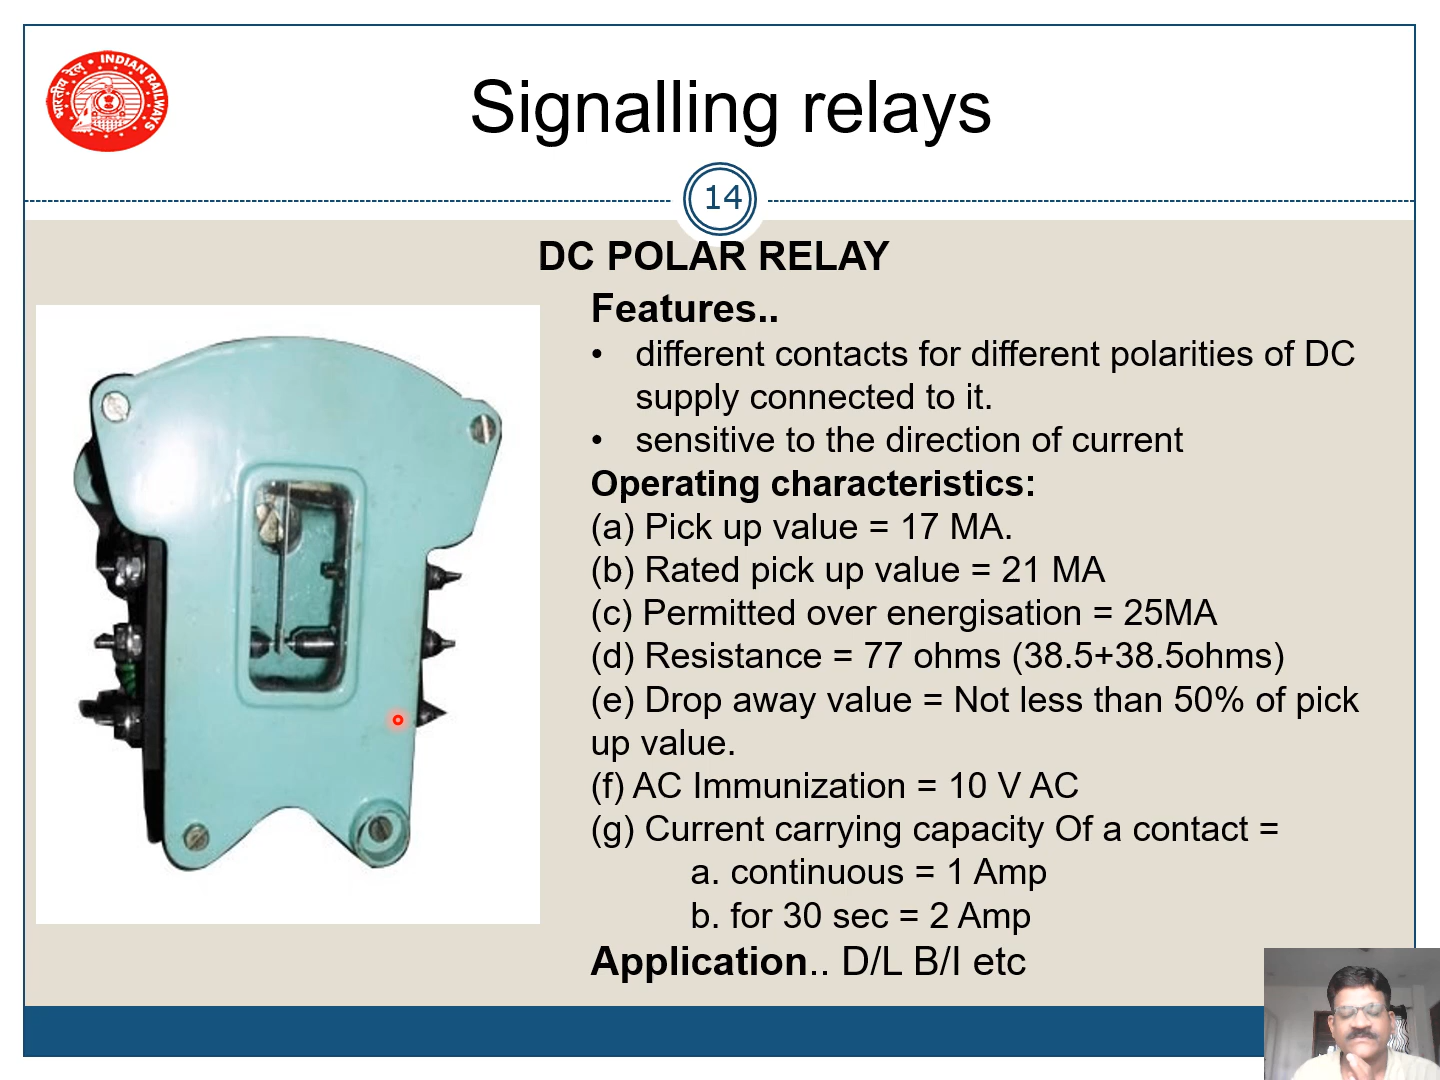 भारतीय रेल INDIAN RAILWAYS
Signalling relays
14
DC POLAR RELAY
Features..
• different contacts for different polarities of DC
supply connected to it.
• sensitive to the direction of current
Operating characteristics:
(a) Pick up value = 17 MA.
(b) Rated pick up value = 21 MA
(c) Permitted over energisation = 25MA
(d) Resistance = 77 ohms (38.5+38.5ohms)
(e) Drop away value = Not less than 50% of pick
up value.
(f) AC Immunization = 10 V AC
(g) Current carrying capacity Of a contact =
a. continuous = 1 Amp
b. for 30 sec = 2 Amp
Application.. D/L B/I etc